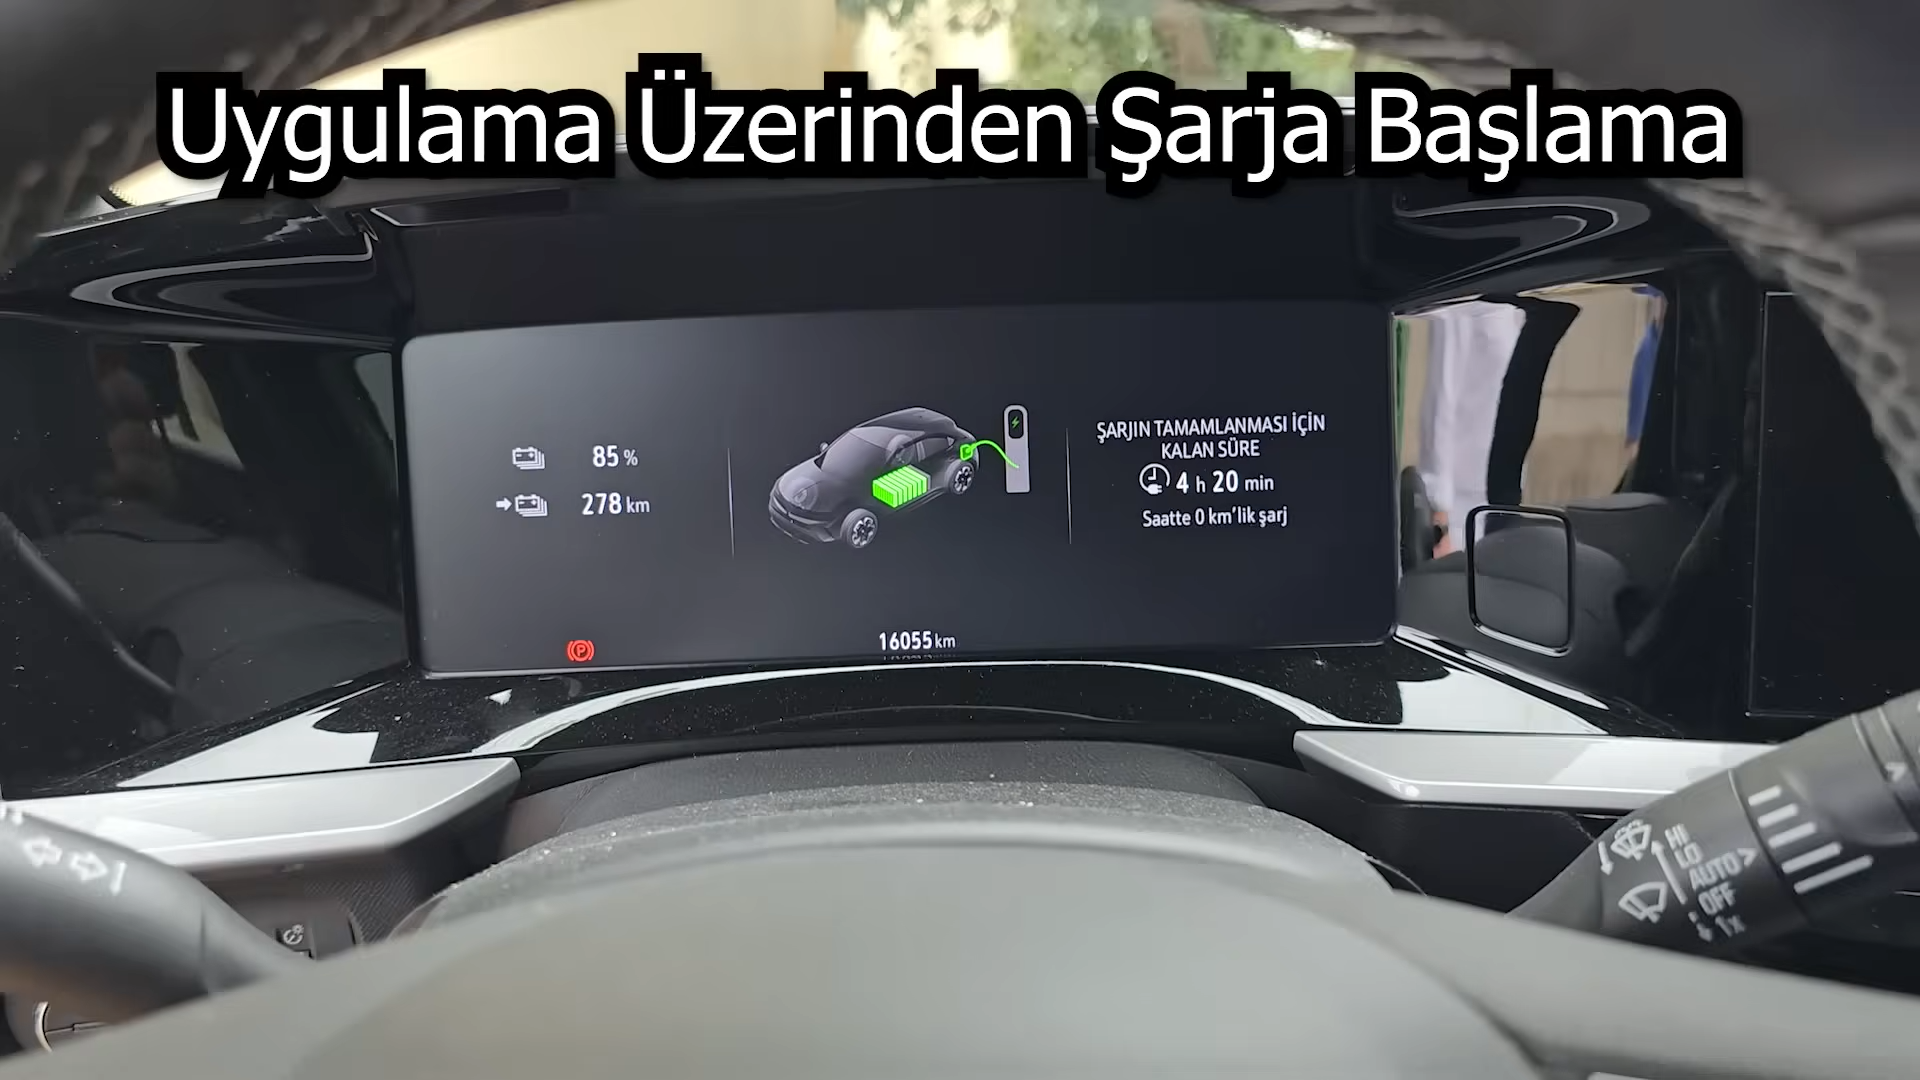 Uygulama Üzerinden Şarja Başlama
85 %
278 km
ŞARJIN TAMAMLANMASI İÇİN
KALAN SÜRE
4 h 20 min
Saatte 0 km'lik şarj
P
16055 km
HI
LO
AUTO
OFF
1x